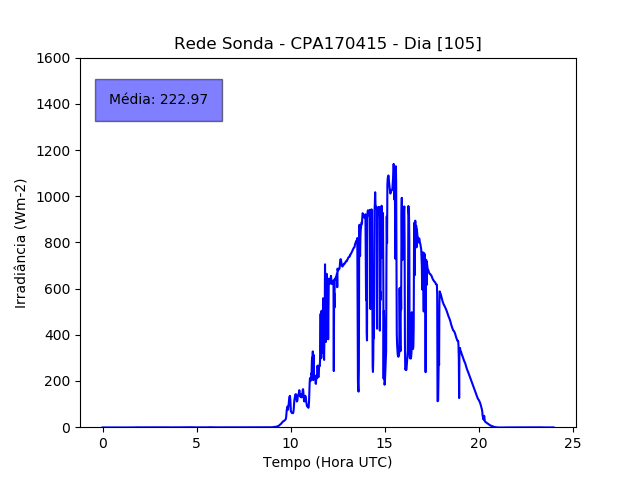 Rede Sonda - CPA170415 - Dia [105]
1600
1400
1200
1000
800
600
400
200
0
Irradiância (Wm-2)
Média: 222.97
0 5 10 15 20 25
Tempo (Hora UTC)